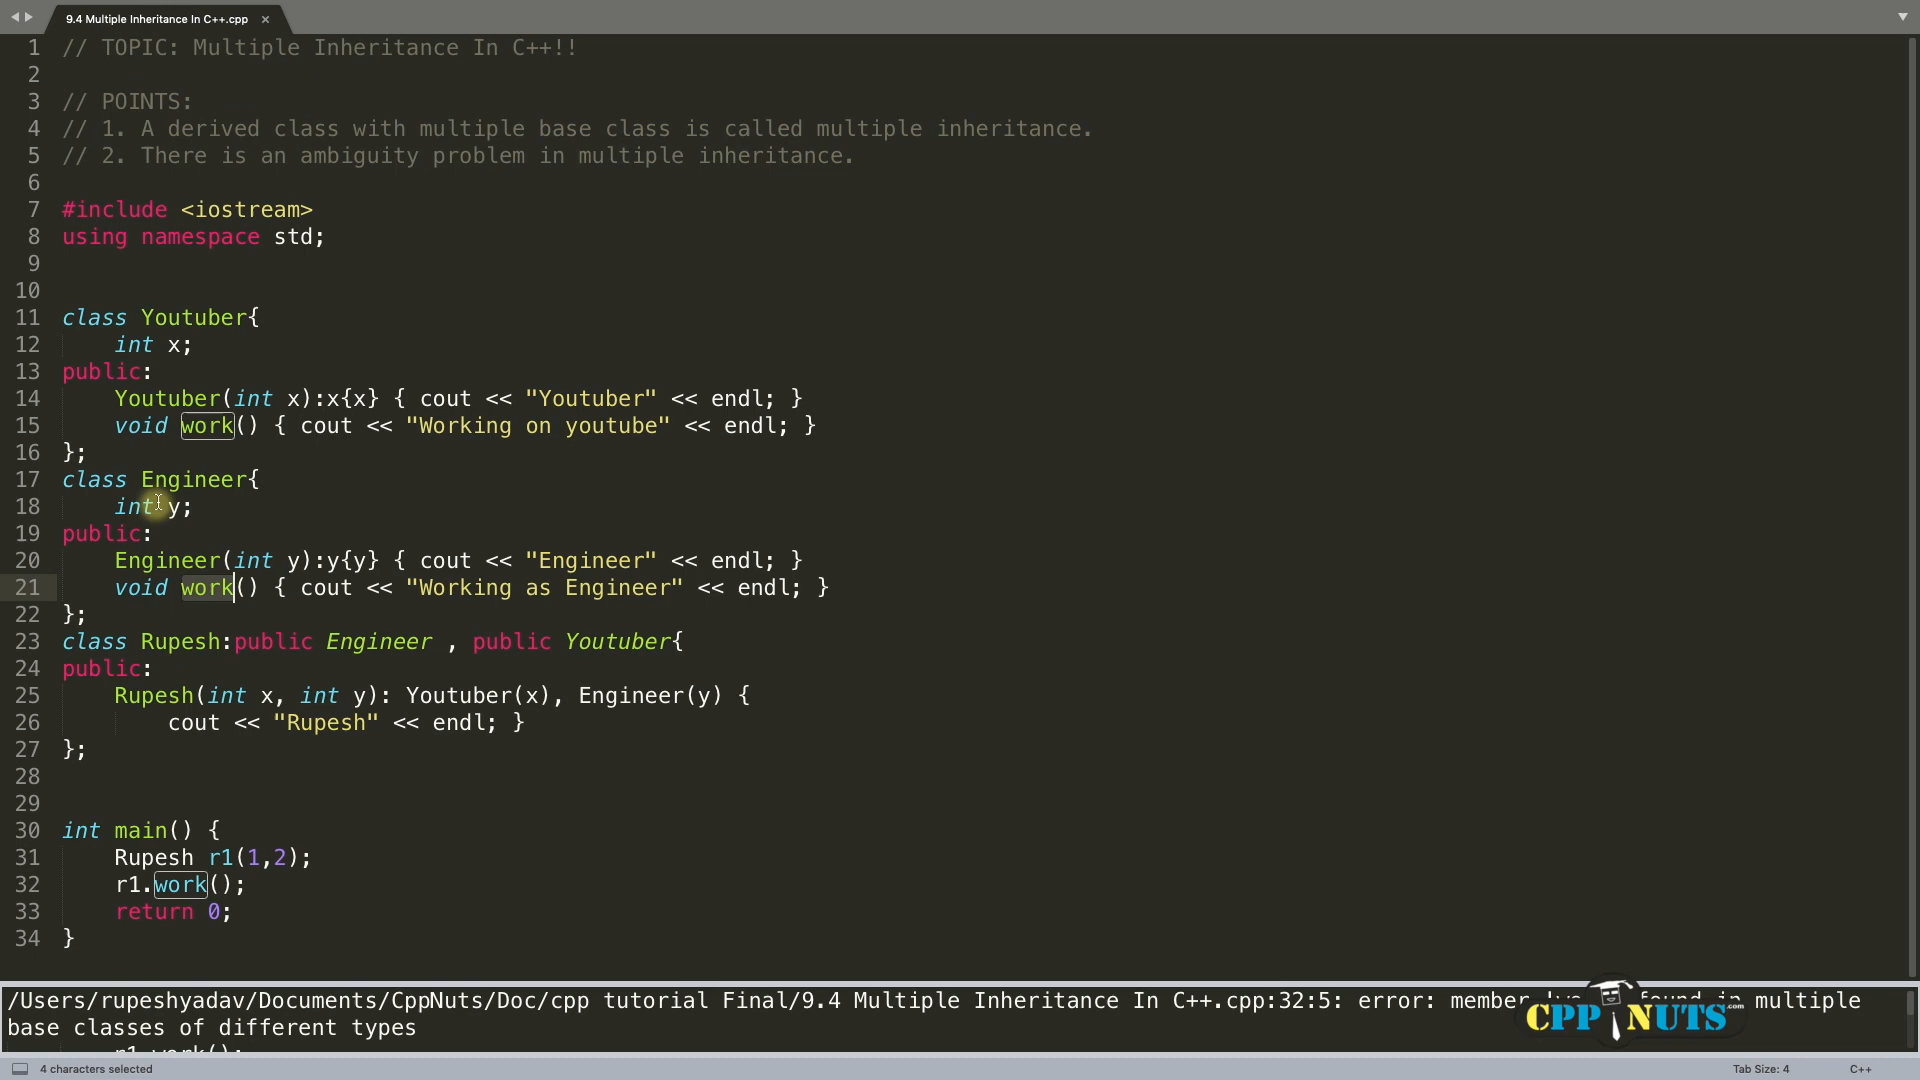 9.4 Multiple Inheritance In C++.cpp ×
1 // TOPIC: Multiple Inheritance In C++!!
2
3 // POINTS:
4 // 1. A derived class with multiple base class is called multiple inheritance.
5 // 2. There is an ambiguity problem in multiple inheritance.
6
7 #include <iostream>
8 using namespace std;
9
10
11 class Youtuber{
12     int x;
13 public:
14     Youtuber(int x):x{x} { cout << "Youtuber" << endl; }
15     void work() { cout << "Working on youtube" << endl; }
16 };
17 class Engineer{
18     int y;
19 public:
20     Engineer(int y):y{y} { cout << "Engineer" << endl; }
21     void work() { cout << "Working as Engineer" << endl; }
22 };
23 class Rupesh:public Engineer , public Youtuber{
24 public:
25     Rupesh(int x, int y): Youtuber(x), Engineer(y) {
26         cout << "Rupesh" << endl; }
27 };
28
29
30 int main() {
31     Rupesh r1(1,2);
32     r1.work();
33     return 0;
34 }
/Users/rupeshyadav/Documents/CppNuts/Doc/cpp tutorial Final/9.4 Multiple Inheritance In C++.cpp:32:5: error: member found in multiple
base classes of different types
r1.work();
CPP NUTS .com
4 characters selected Tab Size: 4 C++